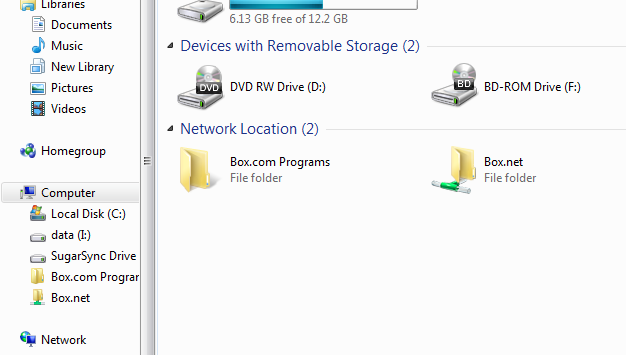 Libraries
Documents
Music
New Library
Pictures
Videos
Homegroup
Computer
Local Disk (C:)
data (I:)
SugarSync Drive
Box.com Prograr
Box.net
Network
6.13 GB free of 12.2 GB
Devices with Removable Storage (2)
DVD
DVD RW Drive (D:)
BD
BD-ROM Drive (F:)
Network Location (2)
Box.com Programs
File folder
Box.net
File folder